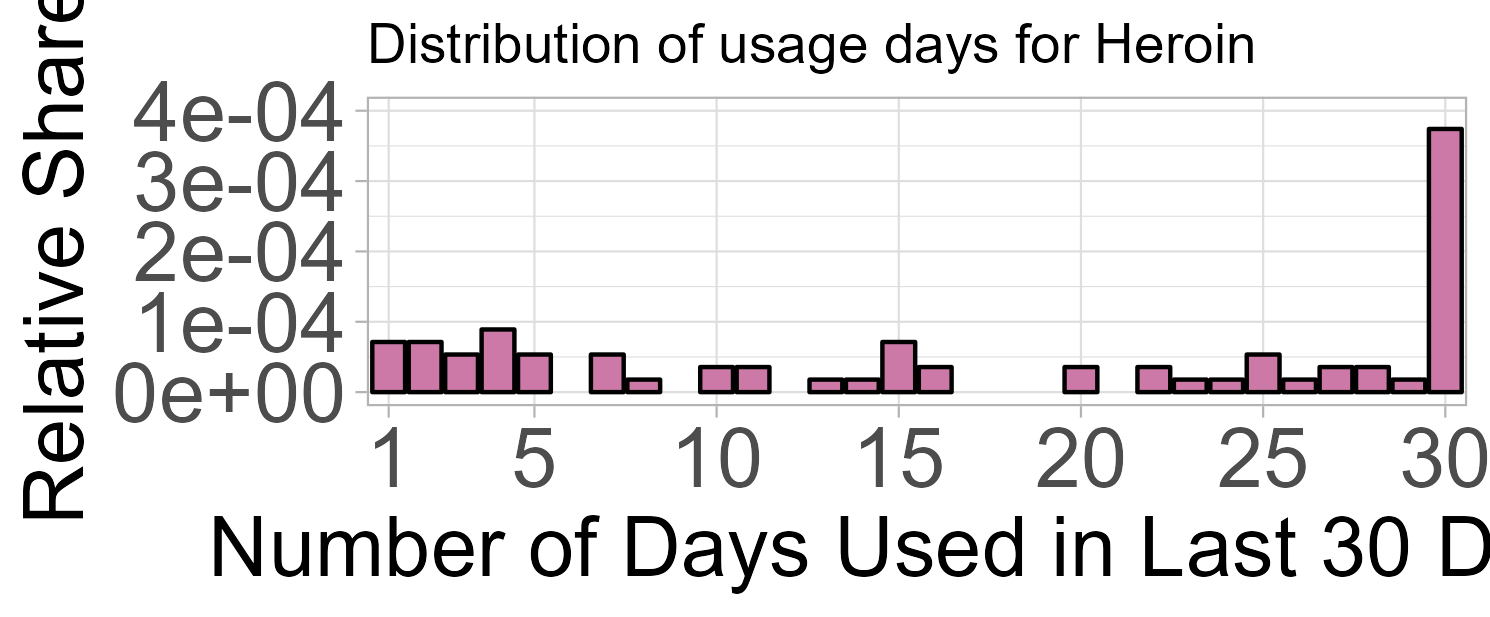 Distribution of usage days for Heroin
Relative Share
4e-04
3e-04
2e-04
1e-04
0e+00
1 5 10 15 20 25 30
Number of Days Used in Last 30 D